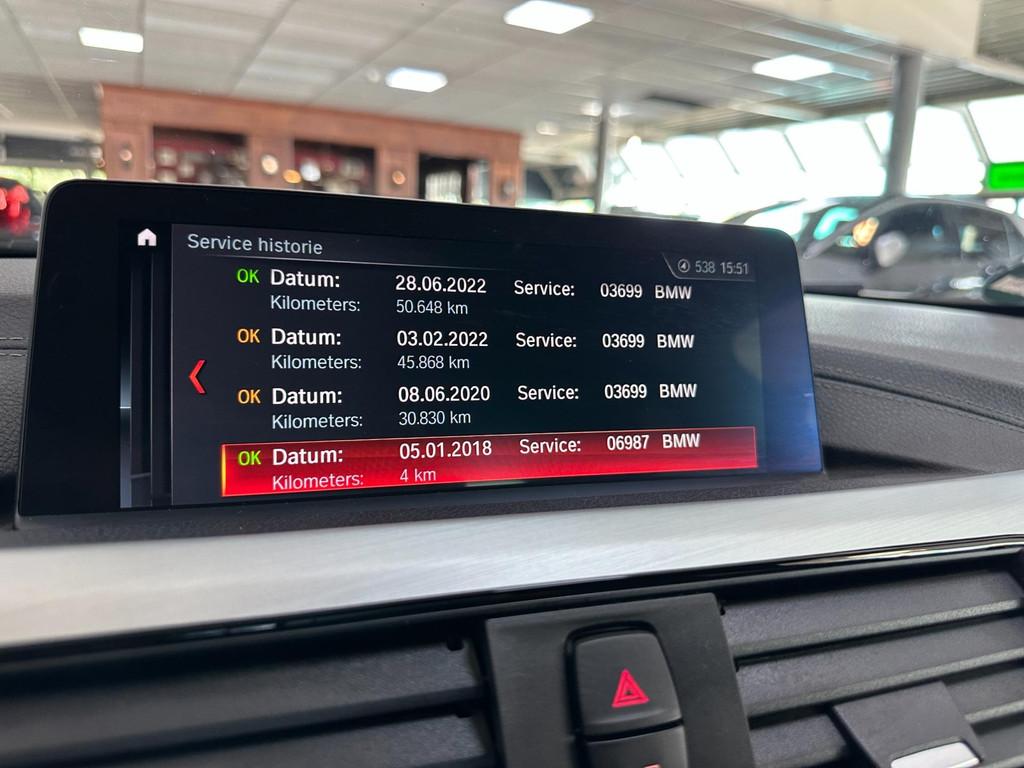 Service historie
538 15:51
OK Datum: 28.06.2022 Service: 03699 BMW
Kilometers: 50.648 km
OK Datum: 03.02.2022 Service: 03699 BMW
Kilometers: 45.868 km
OK Datum: 08.06.2020 Service: 03699 BMW
Kilometers: 30.830 km
OK Datum: 05.01.2018 Service: 06987 BMW
Kilometers: 4 km